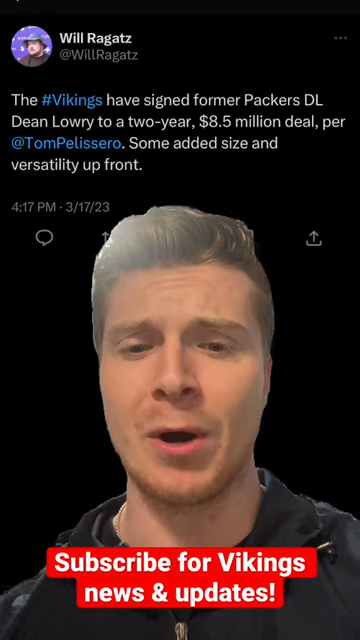 Will Ragatz
@WillRagatz
The #Vikings have signed former Packers DL
Dean Lowry to a two-year, $8.5 million deal, per
@TomPelissero. Some added size and
versatility up front.
4:17 PM · 3/17/23
Subscribe for Vikings
news & updates!